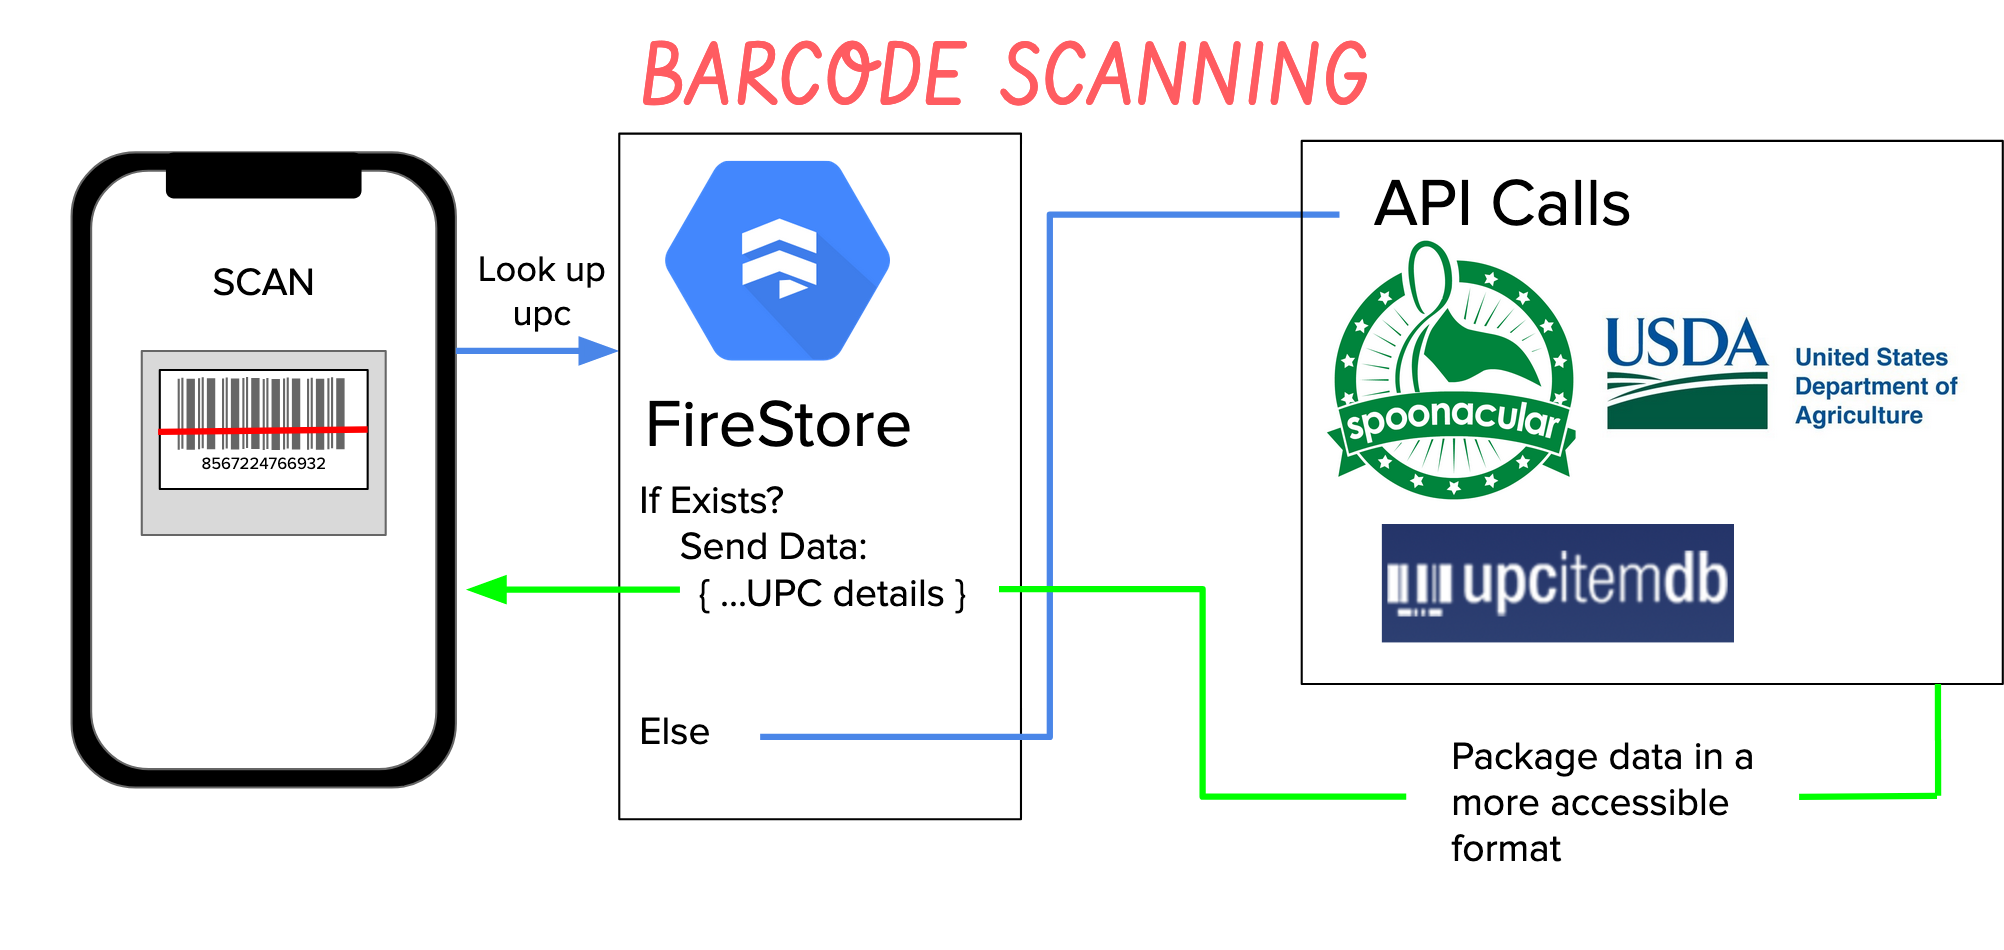 BARCODE SCANNING
SCAN
8567224766932
Look up
upc
FireStore
If Exists?
Send Data:
{ ...UPC details }
Else
API Calls
spoonacular
USDA
United States
Department of
Agriculture
upcitemdb
Package data in a
more accessible
format